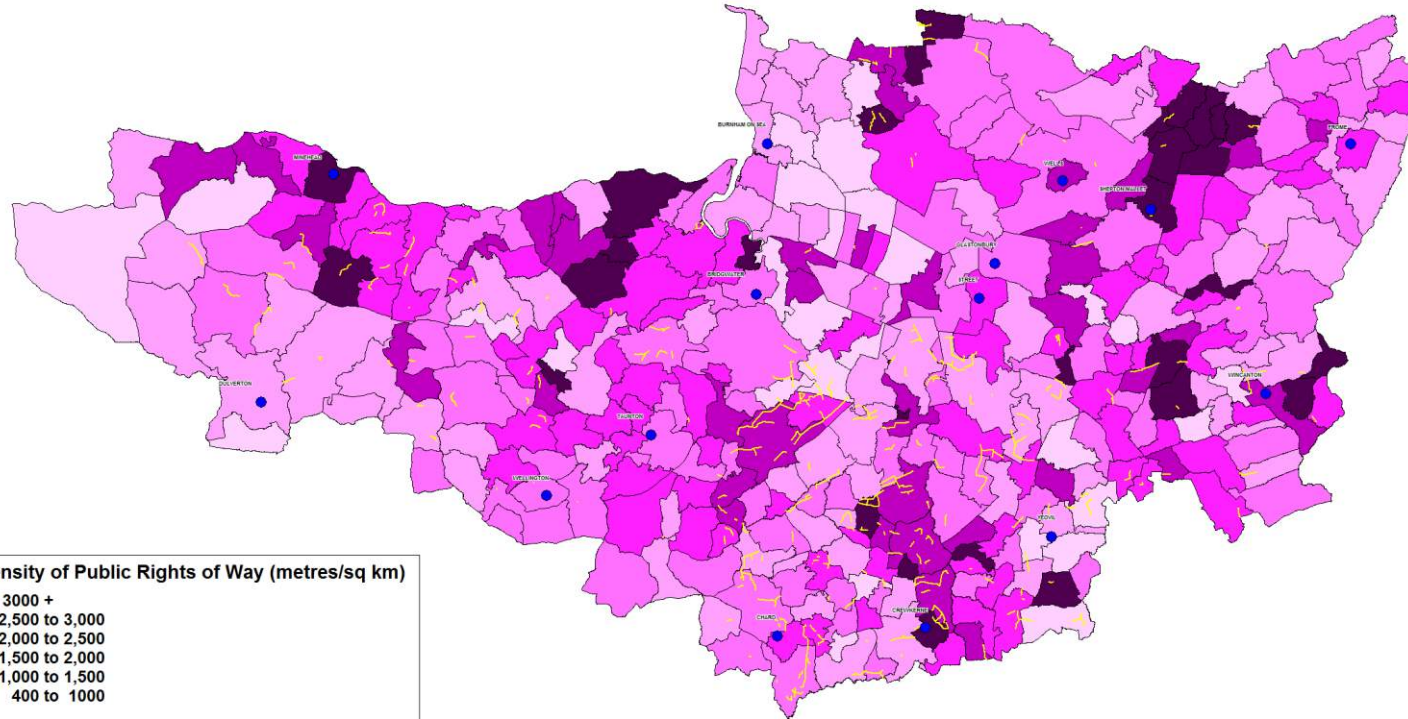 BURNHAM ON SEA
MINEHEAD
FROME
WELLS
SHEPTON MALLET
GLASTONBURY
BRIDGWATER
STREET
DULVERTON
WINCANTON
TAUNTON
WELLINGTON
YEOVIL
CHARD
CREWKERNE
nsity of Public Rights of Way (metres/sq km)
3000 +
2,500 to 3,000
2,000 to 2,500
1,500 to 2,000
1,000 to 1,500
400 to 1000